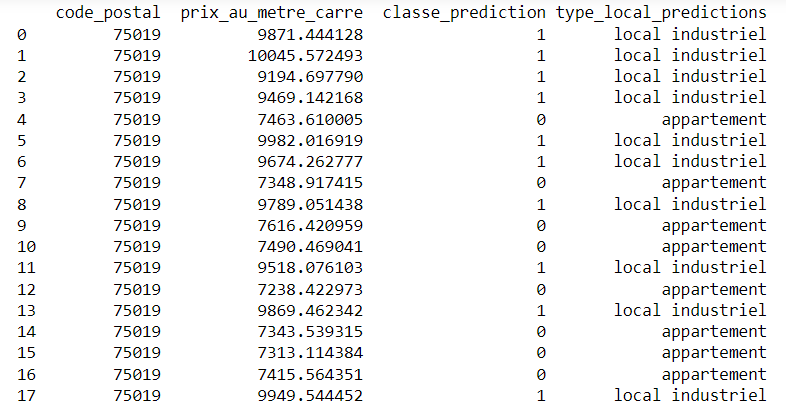 code_postal prix_au_metre_carre classe_prediction type_local_predictions
0 75019 9871.444128 1 local industriel
1 75019 10045.572493 1 local industriel
2 75019 9194.697790 1 local industriel
3 75019 9469.142168 1 local industriel
4 75019 7463.610005 0 appartement
5 75019 9982.016919 1 local industriel
6 75019 9674.262777 1 local industriel
7 75019 7348.917415 0 appartement
8 75019 9789.051438 1 local industriel
9 75019 7616.420959 0 appartement
10 75019 7490.469041 0 appartement
11 75019 9518.076103 1 local industriel
12 75019 7238.422973 0 appartement
13 75019 9869.462342 1 local industriel
14 75019 7343.539315 0 appartement
15 75019 7313.114384 0 appartement
16 75019 7415.564351 0 appartement
17 75019 9949.544452 1 local industriel